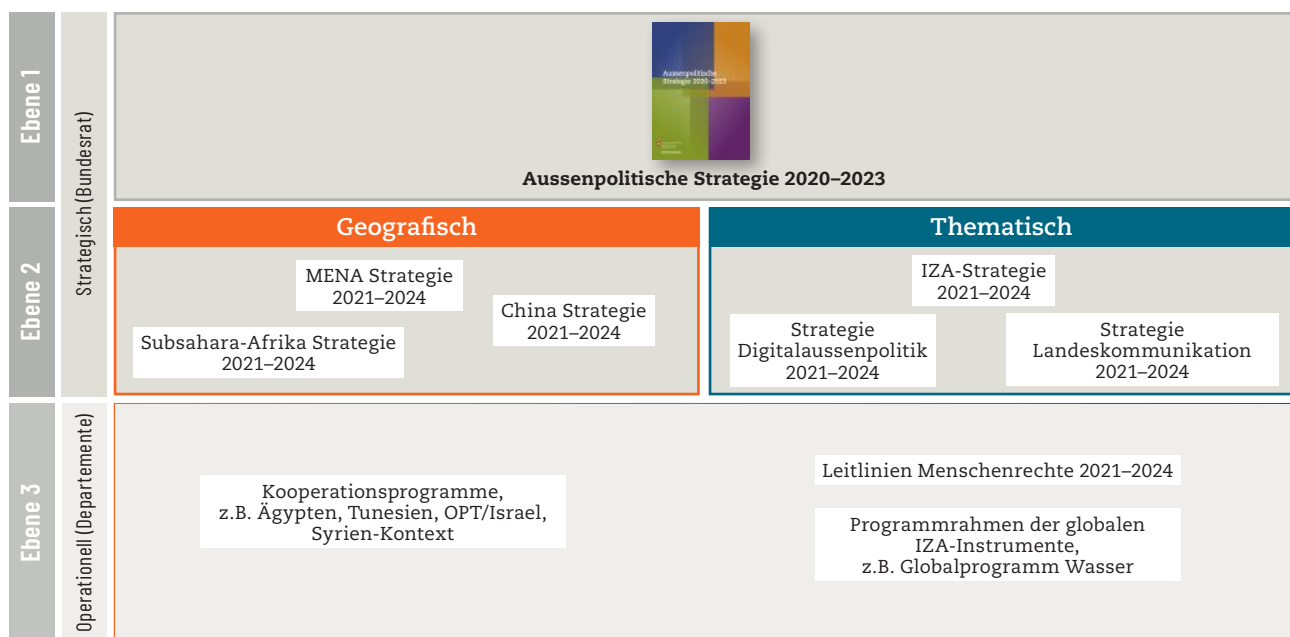 Ebene 1
Strategisch (Bundesrat)
Aussenpolitische
Strategie 2020–2023
Aussenpolitische Strategie 2020–2023
Ebene 2
Geografisch
MENA Strategie
2021–2024
China Strategie
2021–2024
Subsahara-Afrika Strategie
2021–2024
Thematisch
IZA-Strategie
2021–2024
Strategie
Digitalaussenpolitik
2021–2024
Strategie
Landeskommunikation
2021–2024
Ebene 3
Operationell (Departemente)
Kooperationsprogramme,
z.B. Ägypten, Tunesien, OPT/Israel,
Syrien-Kontext
Leitlinien Menschenrechte 2021–2024
Programmrahmen der globalen
IZA-Instrumente,
z.B. Globalprogramm Wasser